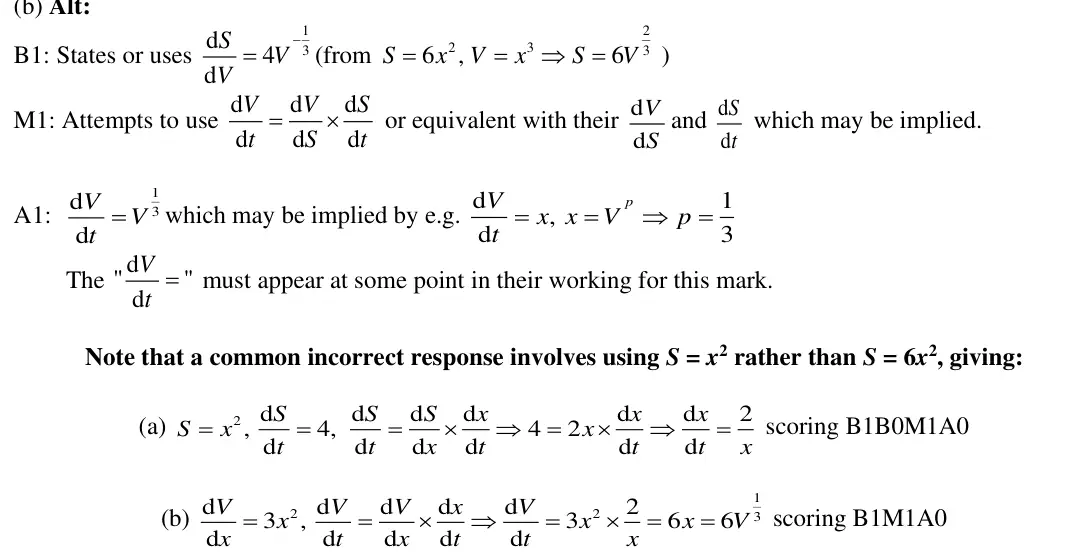 (b) Alt:
B1: States or uses dS/dV = 4V^(-1/3) (from S = 6x², V = x³ ⇒ S = 6V^(2/3) )
M1: Attempts to use dV/dt = dV/dS × dS/dt or equivalent with their dV/dS and dS/dt which may be implied.
A1: dV/dt = V^(1/3) which may be implied by e.g. dV/dt = x, x = V^p ⇒ p = 1/3
The "dV/dt =" must appear at some point in their working for this mark.
Note that a common incorrect response involves using S = x² rather than S = 6x², giving:
(a) S = x², dS/dt = 4, dS/dt = dS/dx × dx/dt ⇒ 4 = 2x × dx/dt ⇒ dx/dt = 2/x scoring B1B0M1A0
(b) dV/dx = 3x², dV/dt = dV/dx × dx/dt ⇒ dV/dt = 3x² × 2/x = 6x = 6V^(1/3) scoring B1M1A0